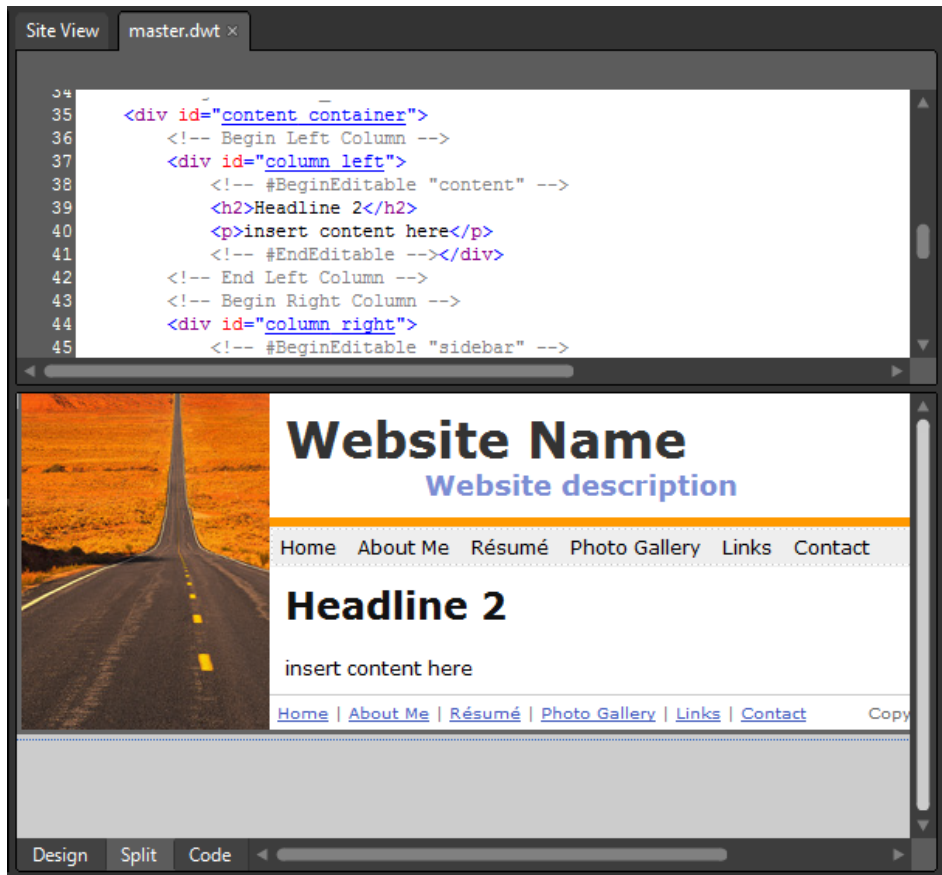 Site View master.dwt ×
34
35 <div id="content_container">
36 <!-- Begin Left Column -->
37 <div id="column_left">
38 <!-- #BeginEditable "content" -->
39 <h2>Headline 2</h2>
40 <p>insert content here</p>
41 <!-- #EndEditable --></div>
42 <!-- End Left Column -->
43 <!-- Begin Right Column -->
44 <div id="column_right">
45 <!-- #BeginEditable "sidebar" -->
Website Name
Website description
Home About Me Résumé Photo Gallery Links Contact
Headline 2
insert content here
Home | About Me | Résumé | Photo Gallery | Links | Contact Copy
Design Split Code